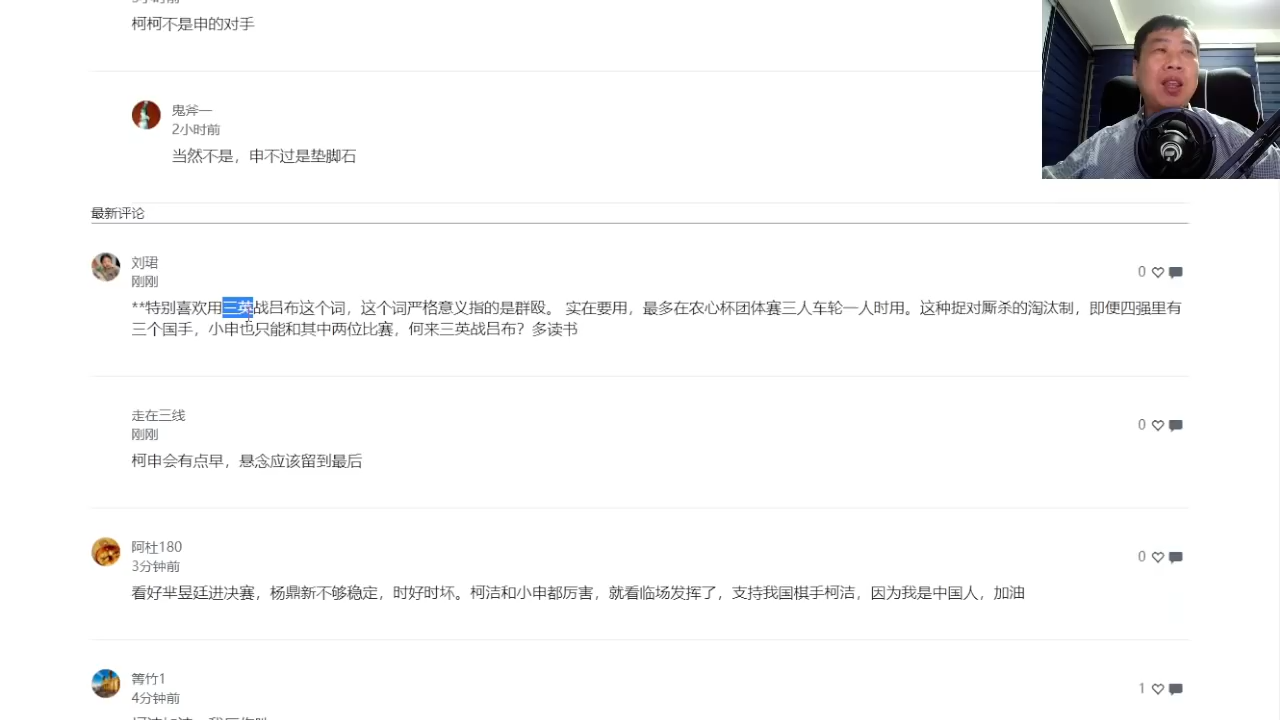 柯柯不是申的对手
鬼斧一
2小时前
当然不是，申不过是垫脚石
最新评论
刘珺
刚刚
0
**特别喜欢用三英战吕布这个词，这个词严格意义指的是群殴。 实在要用，最多在农心杯团体赛三人车轮一人时用。这种捉对厮杀的淘汰制，即便四强里有
三个国手，小申也只能和其中两位比赛，何来三英战吕布？多读书
走在三线
刚刚
0
柯申会有点早，悬念应该留到最后
阿杜180
3分钟前
0
看好芈昱廷进决赛，杨鼎新不够稳定，时好时坏。柯洁和小申都厉害，就看临场发挥了，支持我国棋手柯洁，因为我是中国人，加油
箐竹1
4分钟前
1